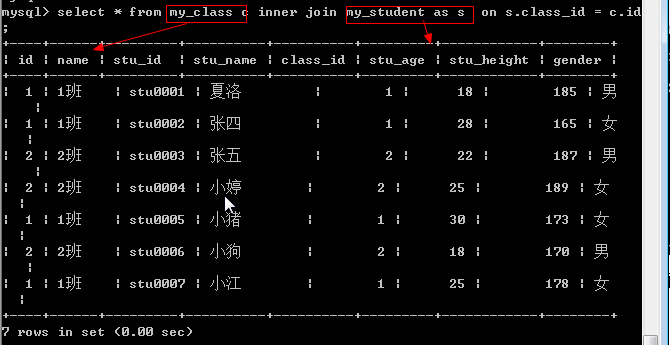 mysql> select * from my_class c inner join my_student as s on s.class_id = c.id
;
+----+------+---------+----------+----------+---------+------------+--------+
| id | name | stu_id | stu_name | class_id | stu_age | stu_height | gender |
+----+------+---------+----------+----------+---------+------------+--------+
| 1 | 1班 | stu0001 | 夏洛 | 1 | 18 | 185 | 男
|
| 1 | 1班 | stu0002 | 张四 | 1 | 28 | 165 | 女
|
| 2 | 2班 | stu0003 | 张五 | 2 | 22 | 187 | 男
|
| 2 | 2班 | stu0004 | 小婷 | 2 | 25 | 189 | 女
|
| 1 | 1班 | stu0005 | 小猪 | 1 | 30 | 173 | 女
|
| 2 | 2班 | stu0006 | 小狗 | 2 | 18 | 170 | 男
|
| 1 | 1班 | stu0007 | 小江 | 1 | 25 | 178 | 女
|
+----+------+---------+----------+----------+---------+------------+--------+
7 rows in set (0.00 sec)